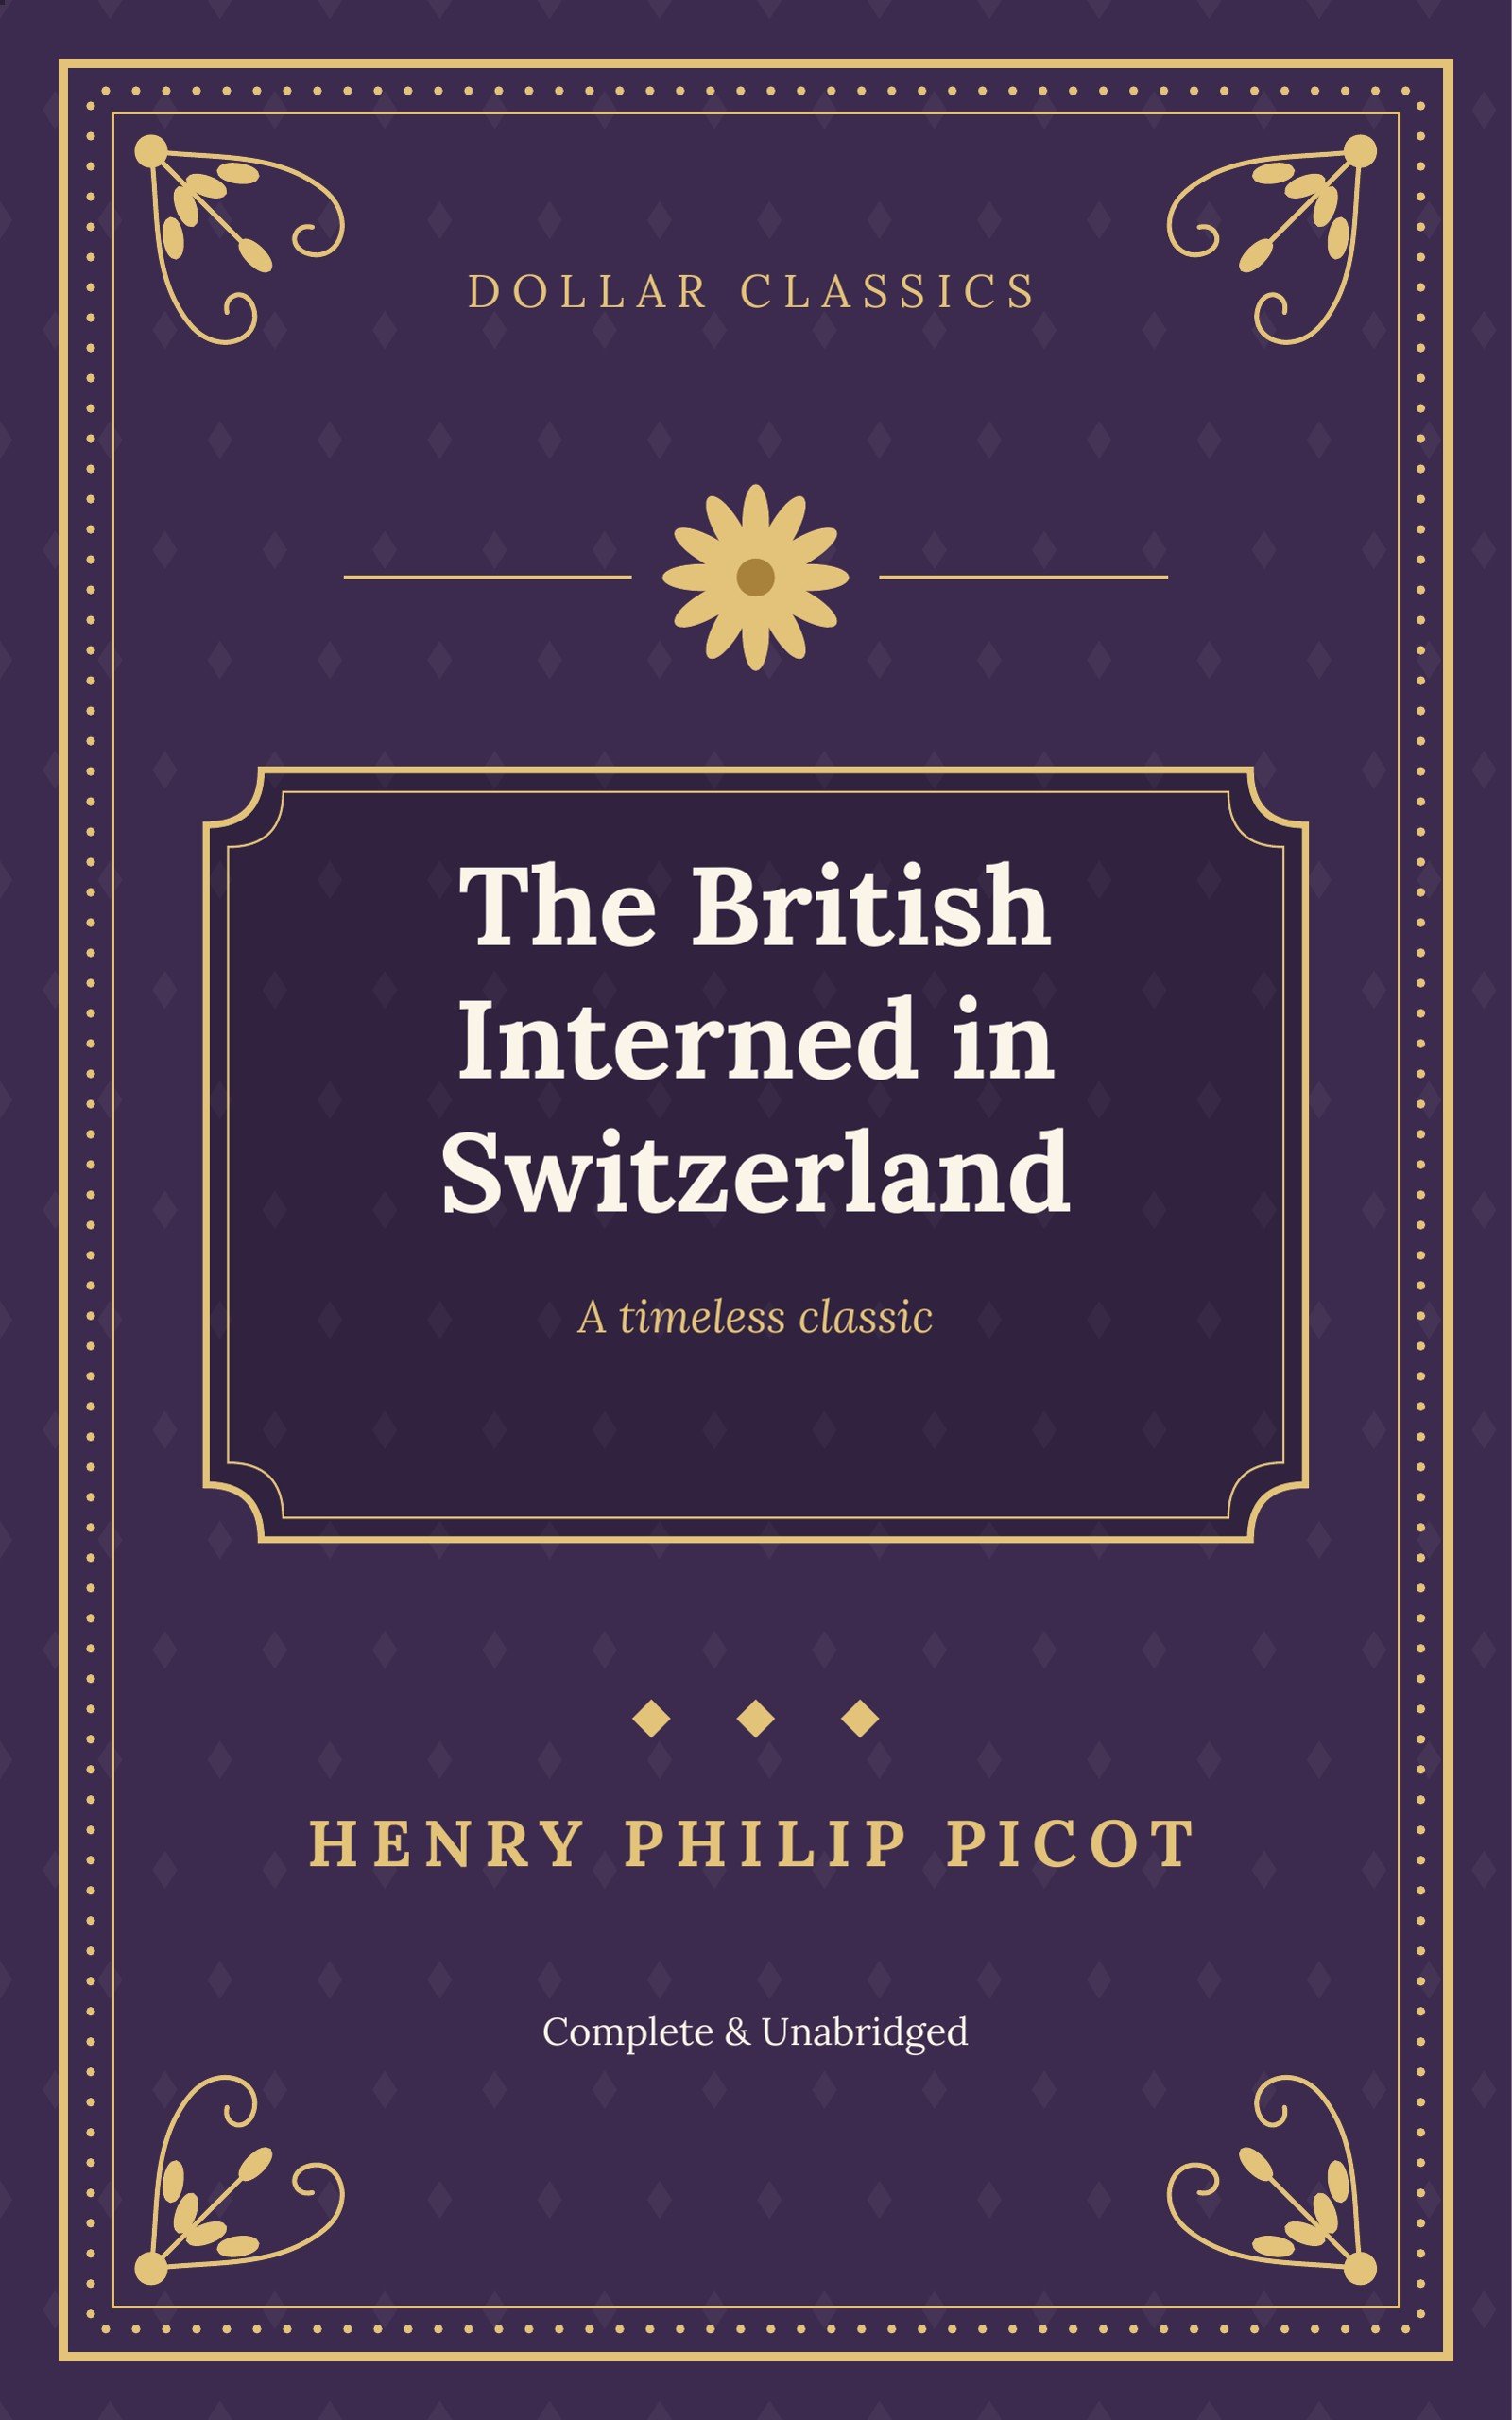 DOLLAR CLASSICS
The British
Interned in
Switzerland
A timeless classic
HENRY PHILIP PICOT
Complete & Unabridged